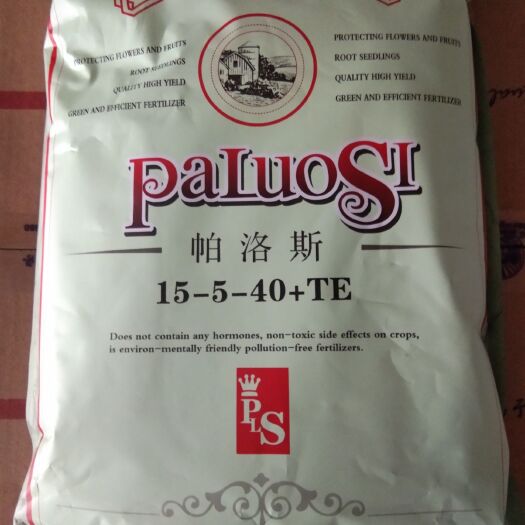 PROTECTING FLOWERS AND FRUITS
ROOT SEEDLINGS
QUALITY HIGH YIELD
GREEN AND EFFICIENT FERTILIZER
PROTECTING FLOWERS AND FRUITS
ROOT SEEDLINGS
QUALITY HIGH YIELD
GREEN AND EFFICIENT FERTILIZER
PaLuoSI
帕洛斯
15-5-40+TE
Does not contain any hormones, non-toxic side effects on crops,
is environ-mentally friendly pollution-free fertilizers.
PLS